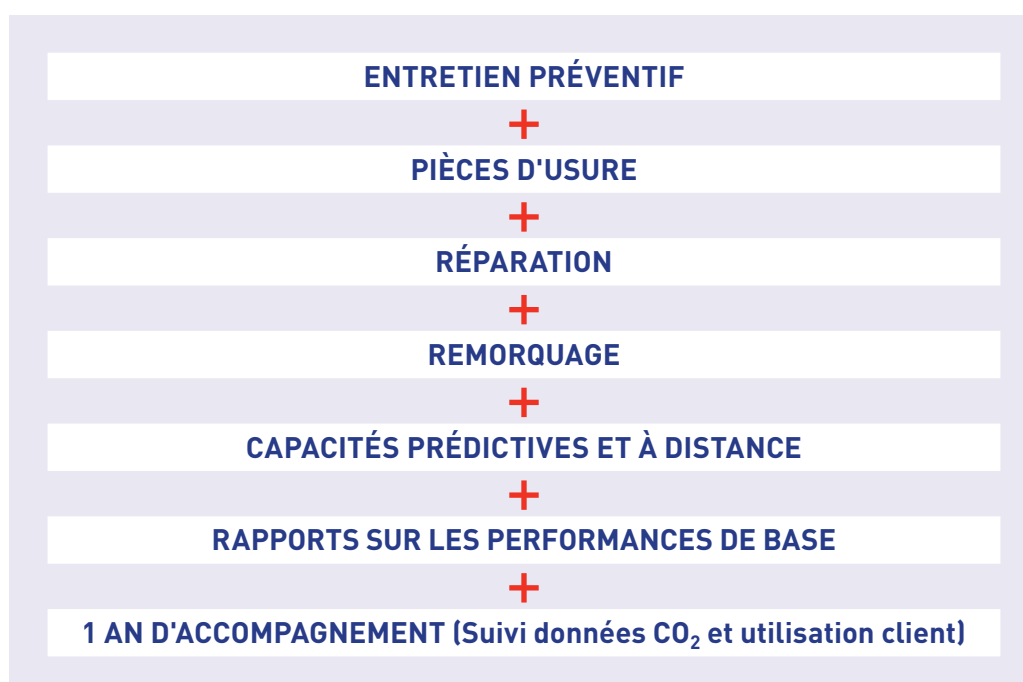 ENTRETIEN PRÉVENTIF
+
PIÈCES D'USURE
+
RÉPARATION
+
REMORQUAGE
+
CAPACITÉS PRÉDICTIVES ET À DISTANCE
+
RAPPORTS SUR LES PERFORMANCES DE BASE
+
1 AN D'ACCOMPAGNEMENT (Suivi données CO₂ et utilisation client)